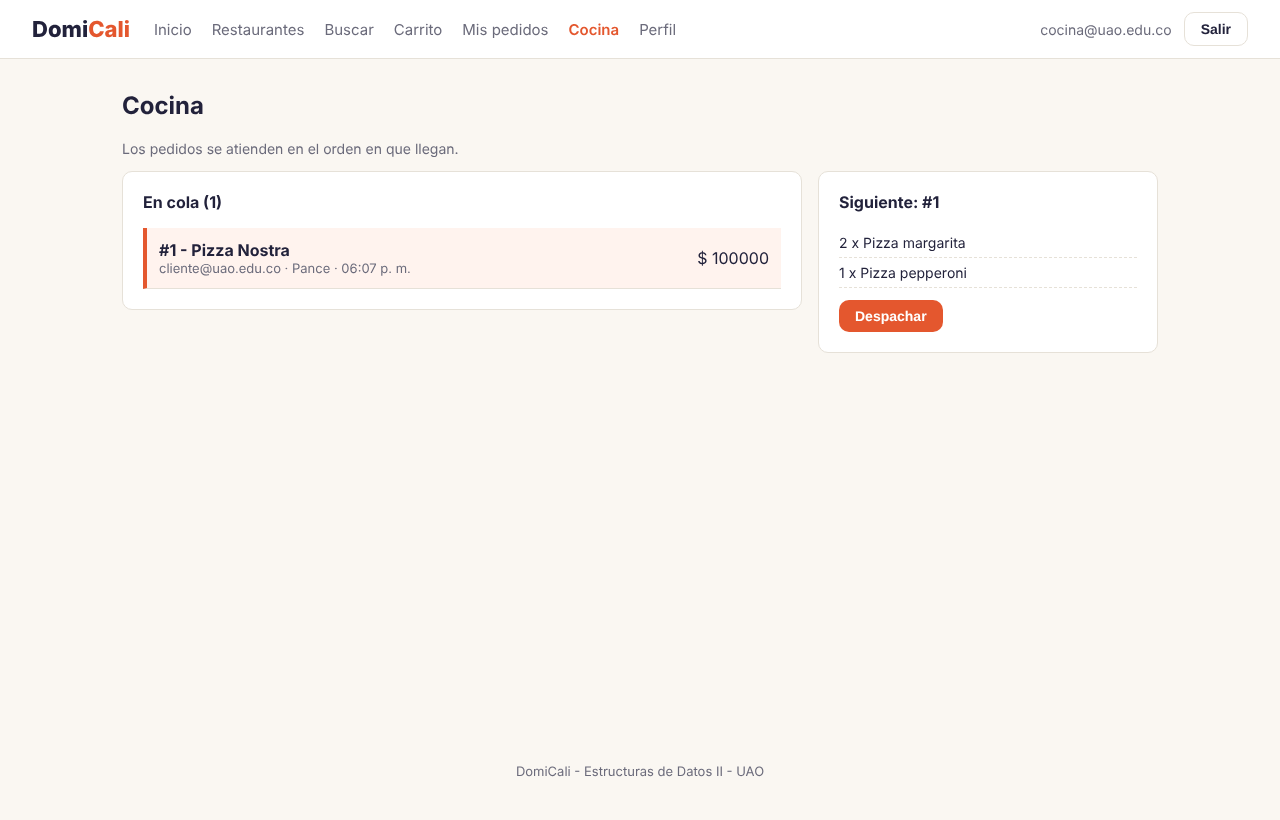 DomiCali Inicio Restaurantes Buscar Carrito Mis pedidos Cocina Perfil cocina@uao.edu.co Salir
Cocina
Los pedidos se atienden en el orden en que llegan.
En cola (1)
#1 - Pizza Nostra
cliente@uao.edu.co · Pance · 06:07 p. m.
$ 100000
Siguiente: #1
2 x Pizza margarita
1 x Pizza pepperoni
Despachar
DomiCali - Estructuras de Datos II - UAO